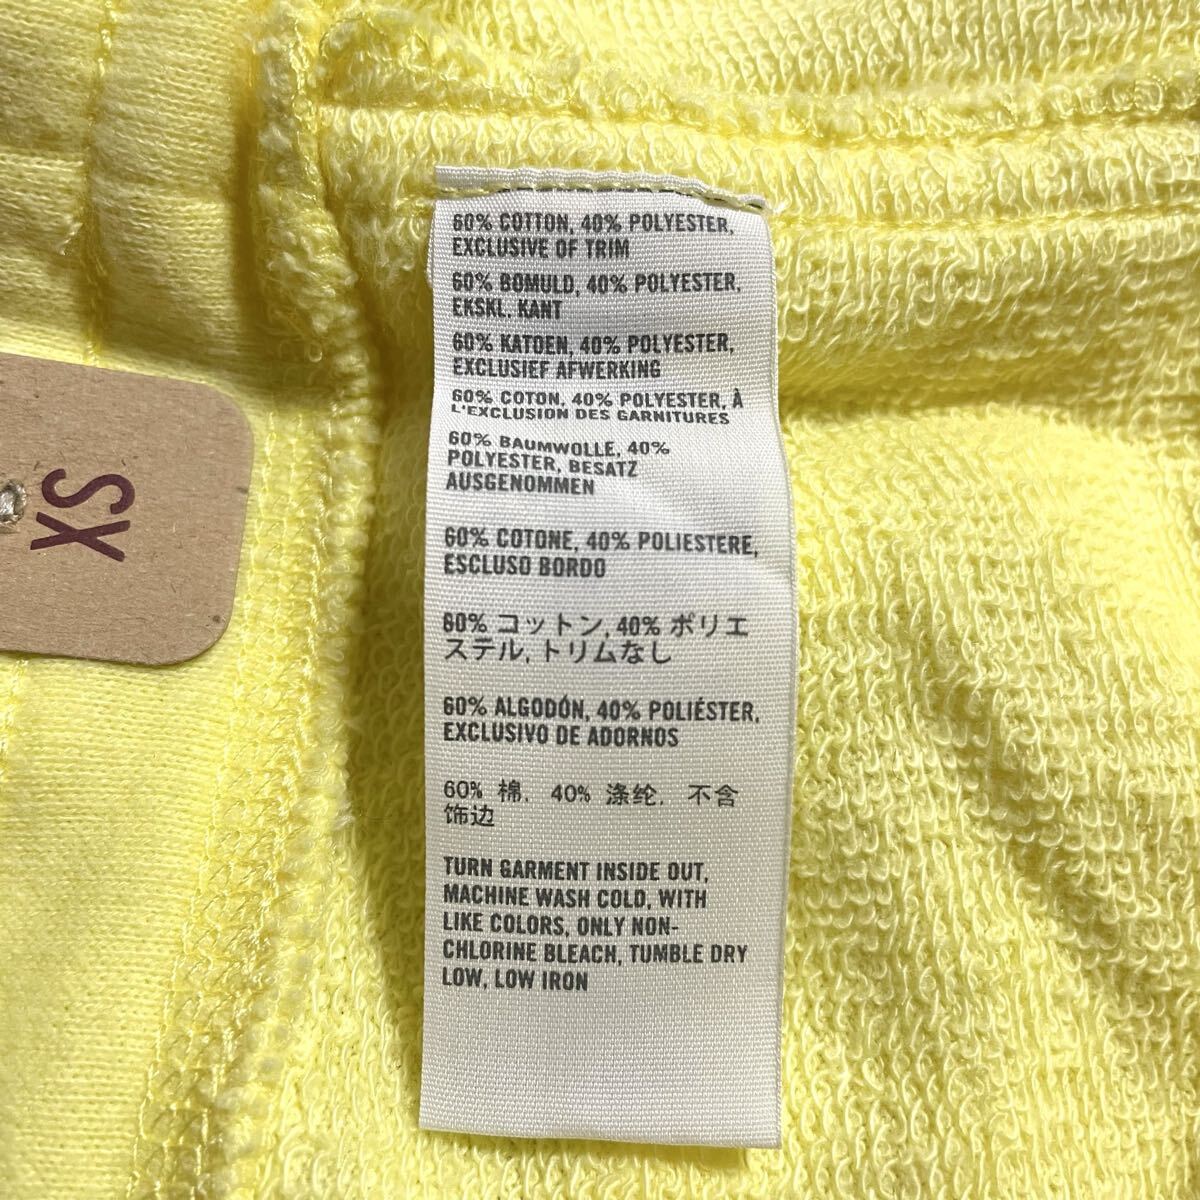 60% COTTON, 40% POLYESTER,
EXCLUSIVE OF TRIM
60% BOMULD, 40% POLYESTER,
EKSKL. KANT
60% KATOEN, 40% POLYESTER,
EXCLUSIEF AFWERKING
60% COTON, 40% POLYESTER, À
L'EXCLUSION DES GARNITURES
60% BAUMWOLLE, 40%
POLYESTER, BESATZ
AUSGENOMMEN
60% COTONE, 40% POLIESTERE,
ESCLUSO BORDO
60% コットン, 40% ポリエ
ステル, トリムなし
60% ALGODÓN, 40% POLIÉSTER,
EXCLUSIVO DE ADORNOS
60% 棉, 40% 涤纶, 不含
饰边
TURN GARMENT INSIDE OUT,
MACHINE WASH COLD, WITH
LIKE COLORS, ONLY NON-
CHLORINE BLEACH, TUMBLE DRY
LOW, LOW IRON
XS